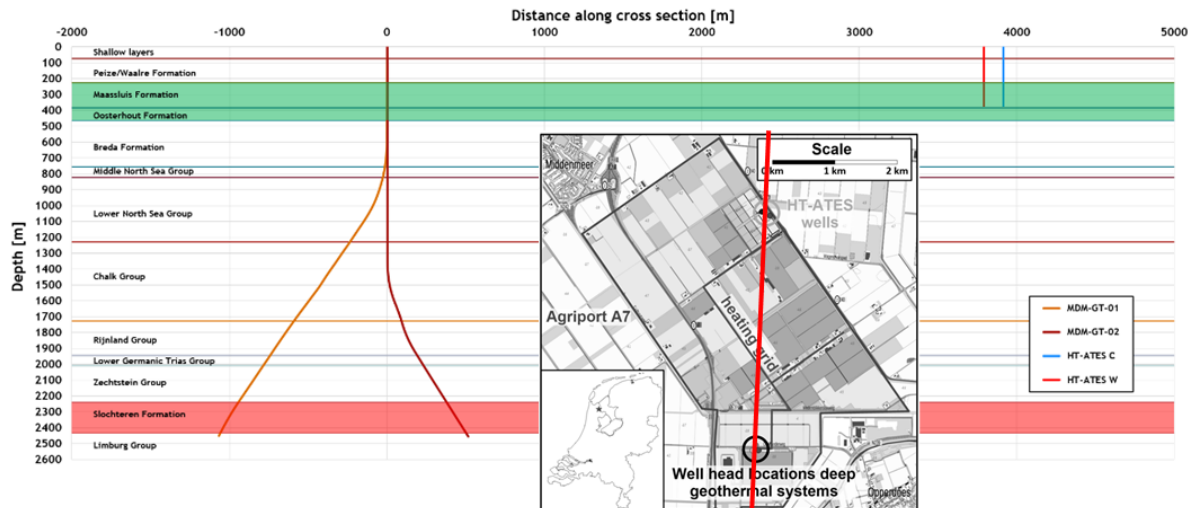 Distance along cross section [m]
-2000 -1000 0 1000 2000 3000 4000 5000
Depth [m]
0
100
200
300
400
500
600
700
800
900
1000
1100
1200
1300
1400
1500
1600
1700
1800
1900
2000
2100
2200
2300
2400
2500
2600
Shallow layers
Peize/Waalre Formation
Maassluis Formation
Oosterhout Formation
Breda Formation
Middle North Sea Group
Lower North Sea Group
Chalk Group
Rijnland Group
Lower Germanic Trias Group
Zechstein Group
Slochteren Formation
Limburg Group
Middenmeer
Scale
0 km 1 km 2 km
HT-ATES
wells
Agriport A7
heating grid
Well head locations deep
geothermal systems
Opperdoes
MDM-GT-01
MDM-GT-02
HT-ATES C
HT-ATES W